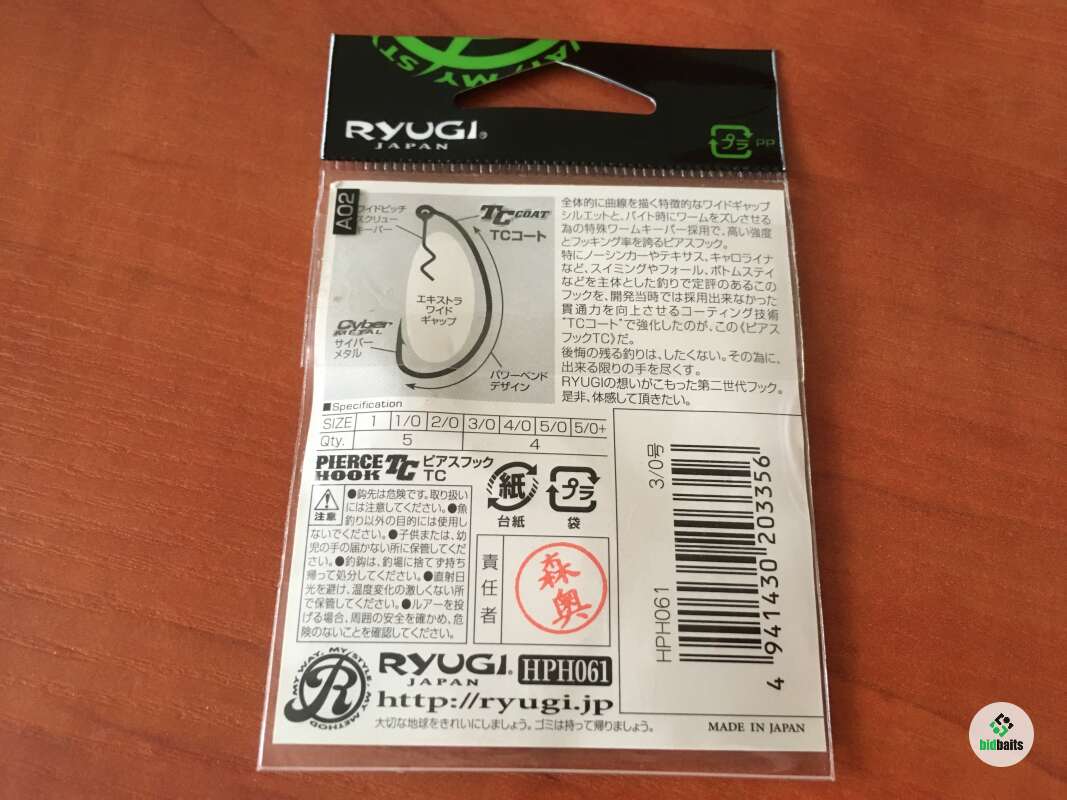 WAY, MY ST
RYUGI®
JAPAN
プラ PP
A02
ワイドピッチ
スクリュー
キーパー
TC COAT
TCコート
エキストラ
ワイド
ギャップ
Cyber
METAL
サイバー
メタル
パワーベンド
デザイン
全体的に曲線を描く特徴的なワイドギャップ
シルエットと、バイト時にワームをズレさせる
為の特殊ワームキーパー採用で、高い強度
とフッキング率を誇るピアスフック。
特にノーシンカーやテキサス、キャロライナ
など、スイミングやフォール、ボトムステイ
などを主体とした釣りで定評のあるこの
フックを、開発当時では採用出来なかった
貫通力を向上させるコーティング技術
"TCコート"で強化したのが、この《ピアス
フックTC》だ。
後悔の残る釣りは、したくない。その為に、
出来る限りの手を尽くす。
RYUGIの想いがこもった第二世代フック。
是非、体感して頂きたい。
■Specification
SIZE 1 1/0 2/0 3/0 4/0 5/0 5/0+
Qty. 5 4
PIERCE HOOK TC ピアスフック TC
紙 プラ
台紙 袋
注意
●鈎先は危険です。取り扱い
には注意してください。●魚
釣り以外の目的には使用し
ないでください。●子供または、幼
児の手の届かない所に保管してくだ
さい。●釣鈎は、釣場に捨てず持ち
帰って処分してください。●直射日
光を避け、温度変化の激しくない所
で保管してください。●ルアーを投
げる場合、周囲の安全を確かめ、危
険のないことを確認してください。
責任者
森奥
3/0号
HPH061
4 941430 203356
MY WAY, MY STYLE, MY METHOD
R
RYUGI®
JAPAN
HPH061
http://ryugi.jp
大切な地球をきれいにしましょう。ゴミは持って帰りましょう。
MADE IN JAPAN
bidbaits